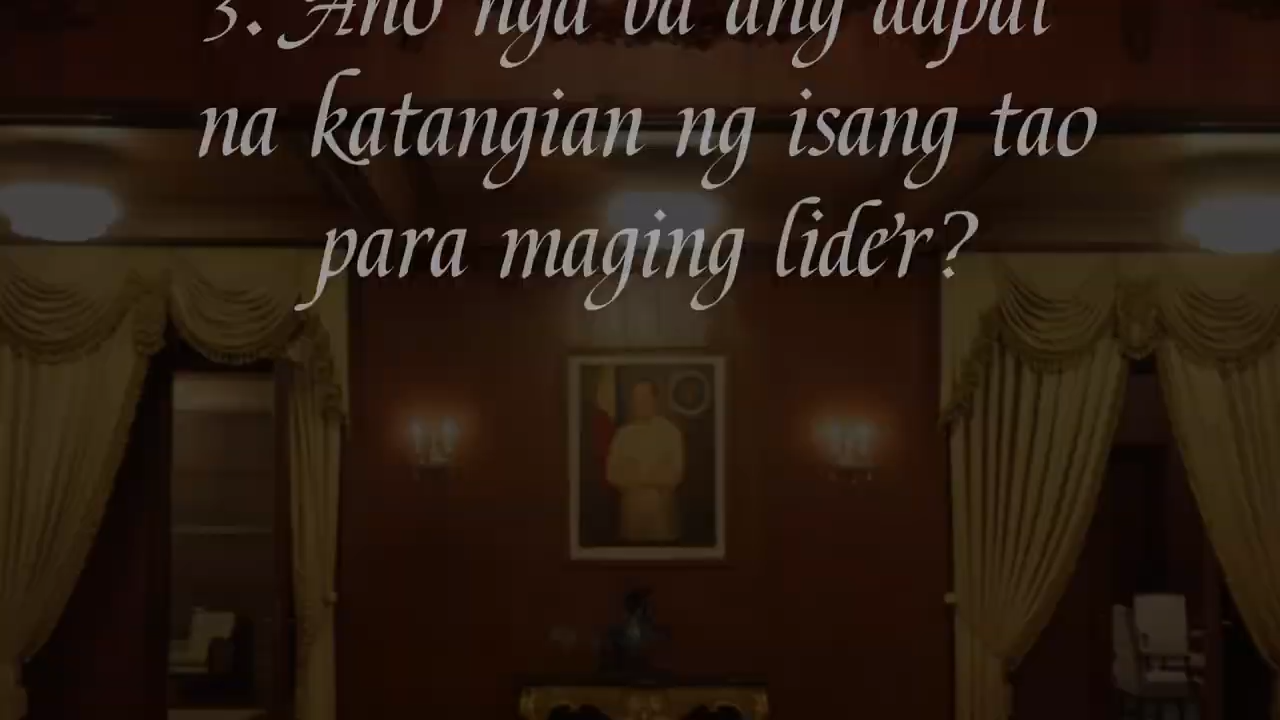 3. Ano nga ba ang dapat
na katangian ng isang tao
para maging lider?